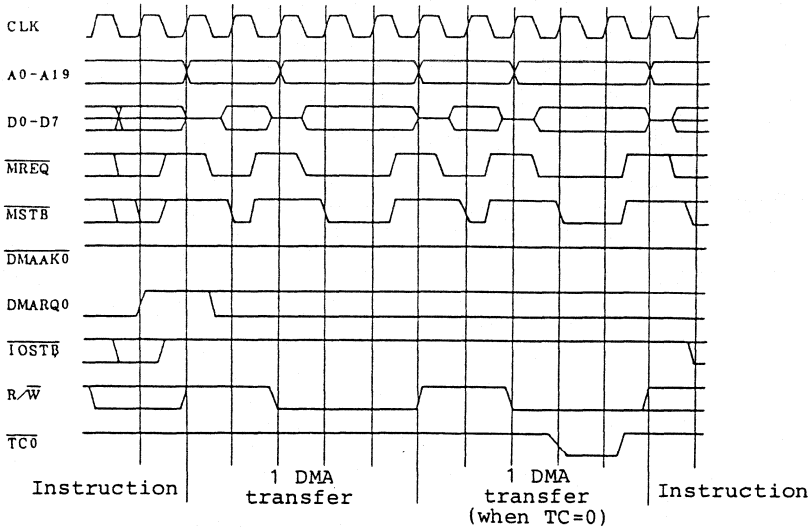 CLK
A0-A19
D0-D7
MREQ
MSTB
DMAAK0
DMARQ0
IOSTB
R/W
TC0
Instruction
1 DMA
transfer
1 DMA
transfer
(when TC=0)
Instruction